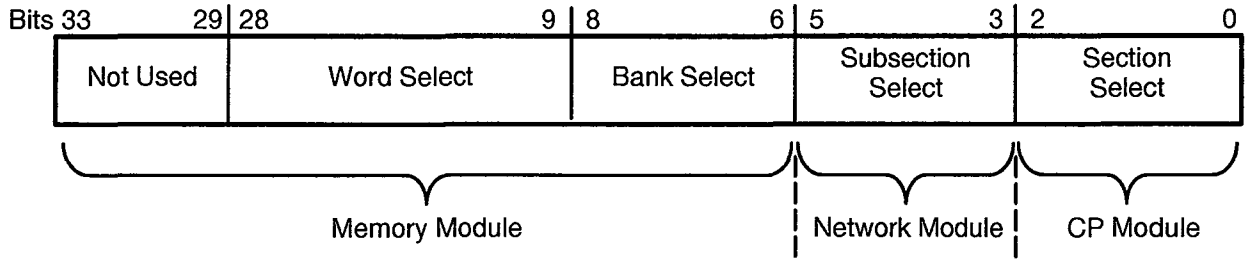 Bits 33 29 28 9 8 6 5 3 2 0
Not Used Word Select Bank Select Subsection Select Section Select
Memory Module Network Module CP Module